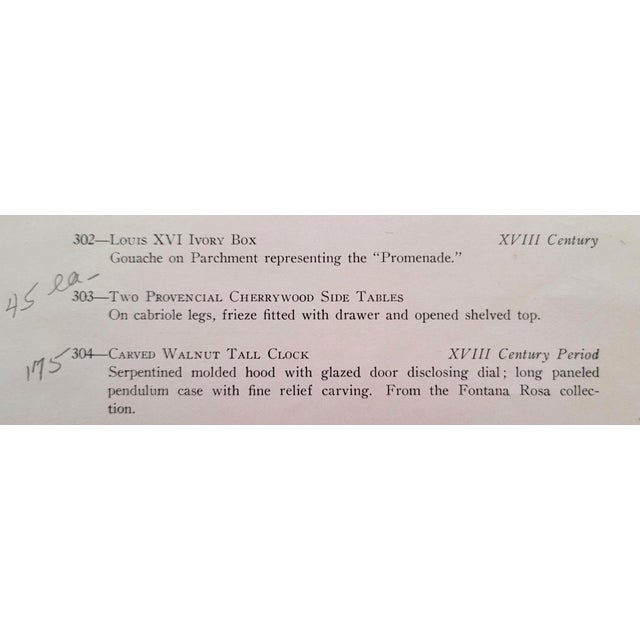 302—Louis XVI Ivory Box XVIII Century
Gouache on Parchment representing the "Promenade."
45 ea-
303—Two Provencial Cherrywood Side Tables
On cabriole legs, frieze fitted with drawer and opened shelved top.
175 304—Carved Walnut Tall Clock XVIII Century Period
Serpentined molded hood with glazed door disclosing dial; long paneled
pendulum case with fine relief carving. From the Fontana Rosa collec-
tion.